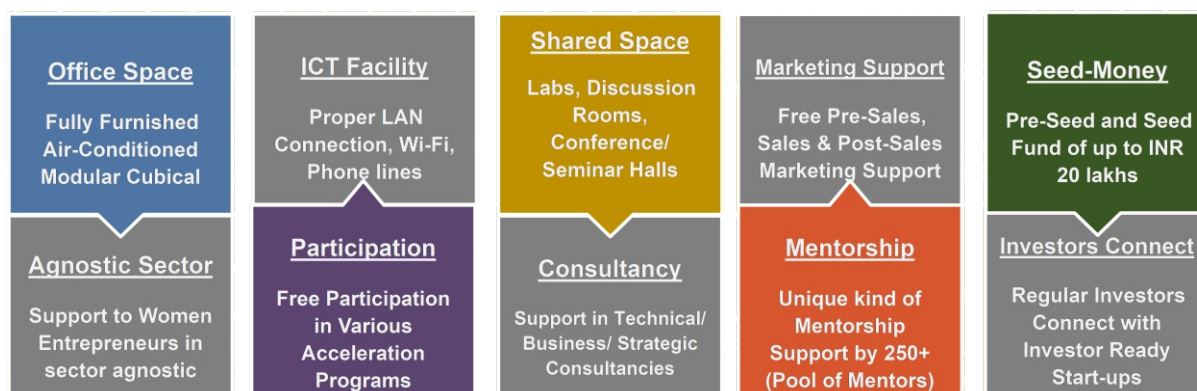 Office Space
Fully Furnished
Air-Conditioned
Modular Cubical
ICT Facility
Proper LAN
Connection, Wi-Fi,
Phone lines
Shared Space
Labs, Discussion
Rooms,
Conference/
Seminar Halls
Marketing Support
Free Pre-Sales,
Sales & Post-Sales
Marketing Support
Seed-Money
Pre-Seed and Seed
Fund of up to INR
20 lakhs
Agnostic Sector
Support to Women
Entrepreneurs in
sector agnostic
Participation
Free Participation
in Various
Acceleration
Programs
Consultancy
Support in Technical/
Business/ Strategic
Consultancies
Mentorship
Unique kind of
Mentorship
Support by 250+
(Pool of Mentors)
Investors Connect
Regular Investors
Connect with
Investor Ready
Start-ups